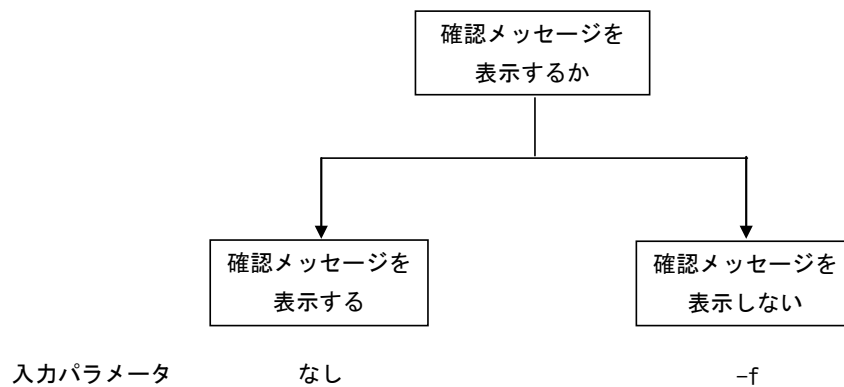 確認メッセージを
表示するか
確認メッセージを
表示する
確認メッセージを
表示しない
入力パラメータ なし −f